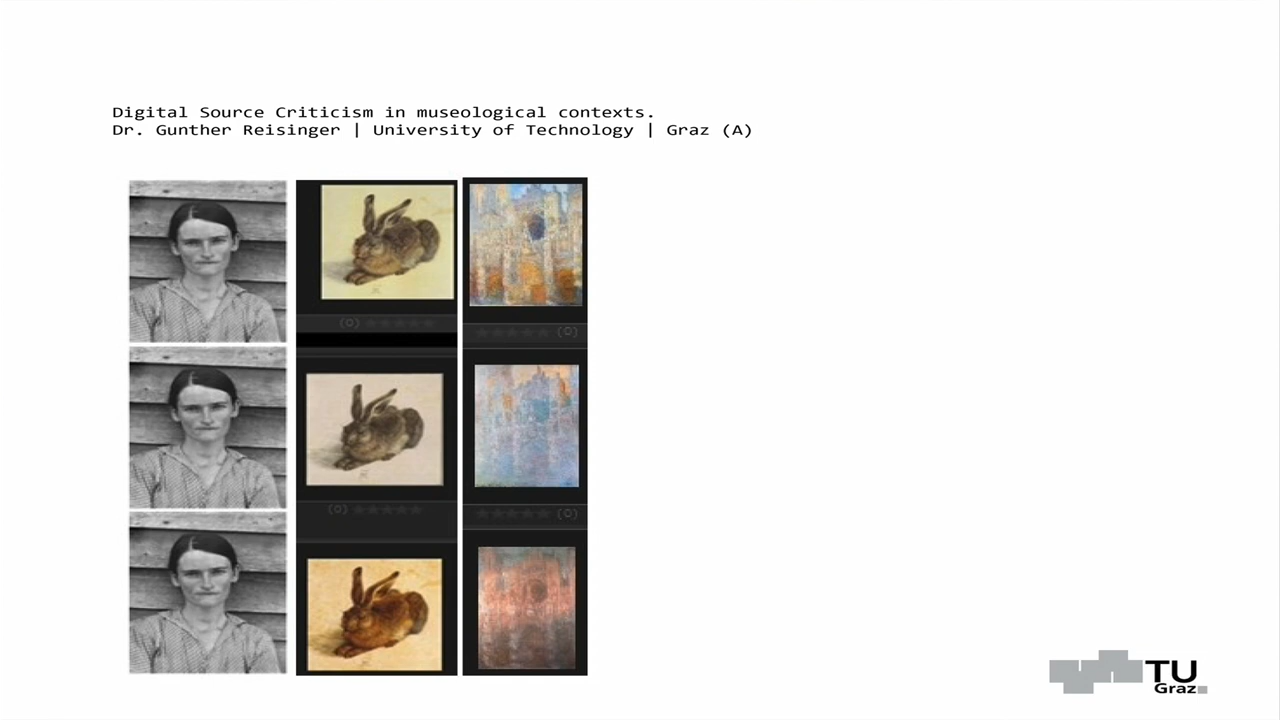 Digital Source Criticism in museological contexts.
Dr. Gunther Reisinger | University of Technology | Graz (A)
(0)
(0)
(0)
(0)
TU
Graz